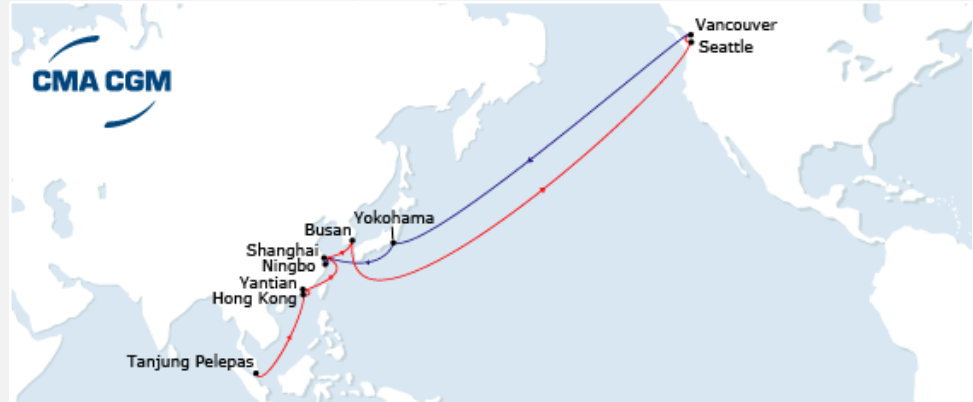 Vancouver
Seattle
CMA CGM
Yokohama
Busan
Shanghai
Ningbo
Yantian
Hong Kong
Tanjung Pelepas